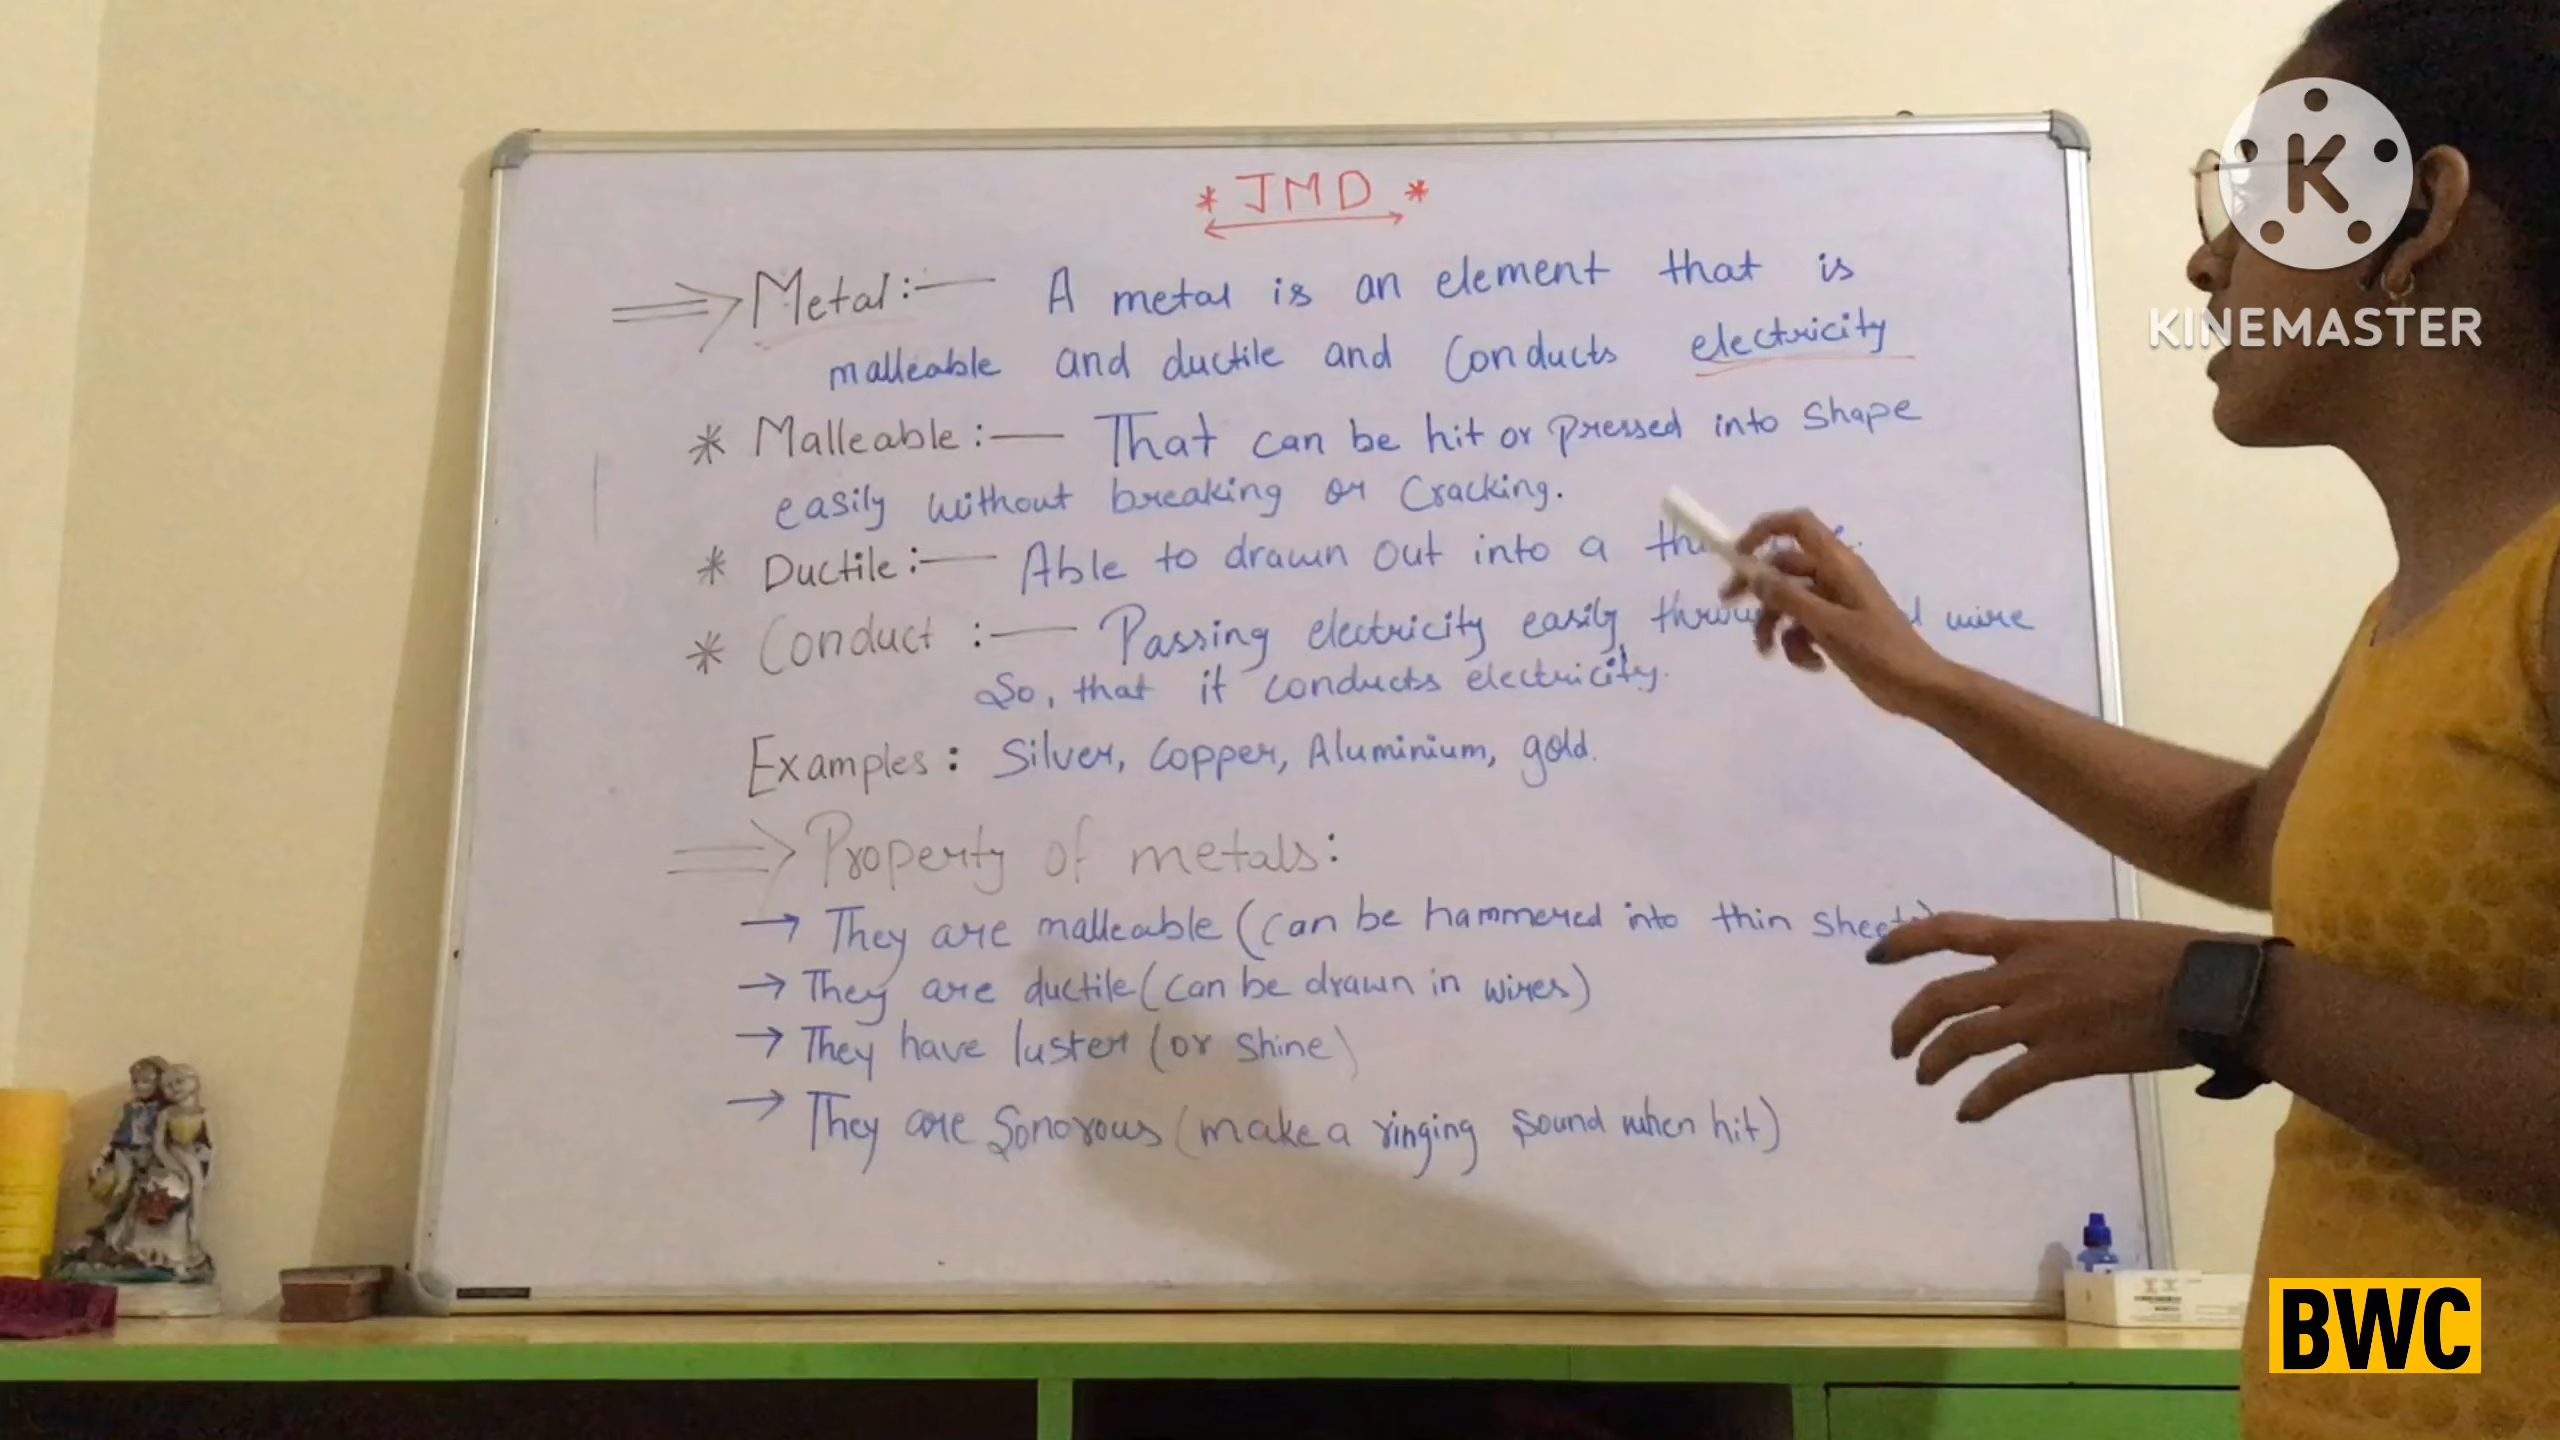 * JMD *
⇒ Metal :— A metal is an element that is
malleable and ductile and conducts electricity
* Malleable :— That can be hit or pressed into shape
easily without breaking or cracking.
* Ductile :— Able to drawn out into a
* Conduct :— Passing electricity easily wire
So, that it conducts electricity.
Examples : Silver, Copper, Aluminium, gold.
⇒ Property of metals :
→ They are malleable (can be hammered into thin sheets)
→ They are ductile (can be drawn in wires)
→ They have luster (or shine)
→ They are Sonorous (make a ringing sound when hit)
K
KINEMASTER
BWC